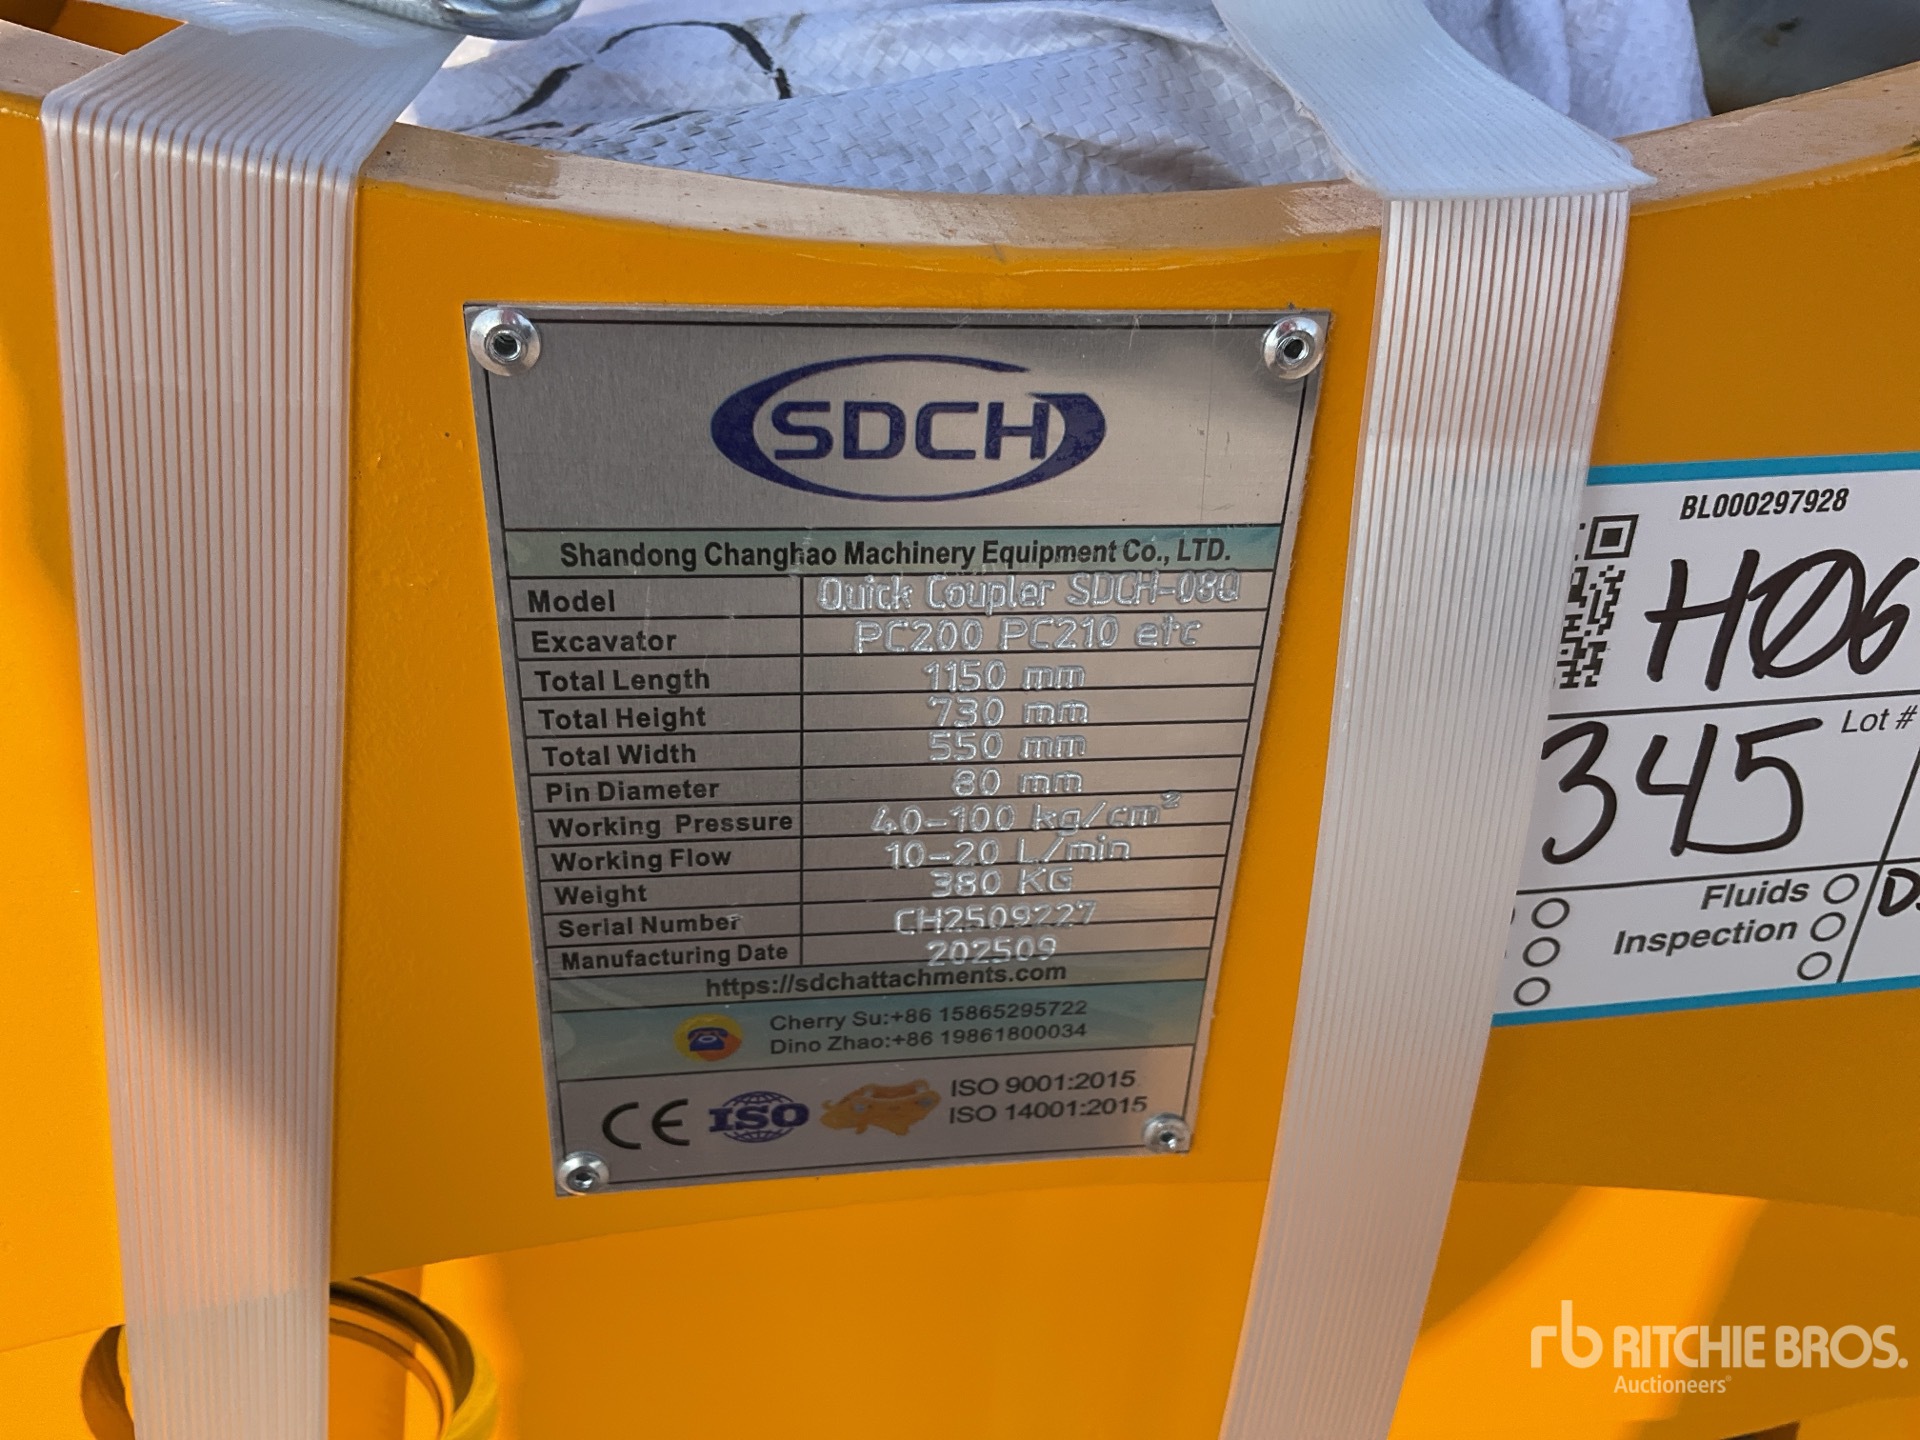 SDCH
Shandong Changhao Machinery Equipment Co., LTD.
Model Quick Coupler SDCH-08Q
Excavator PC200 PC210 etc
Total Length 1150 mm
Total Height 730 mm
Total Width 550 mm
Pin Diameter 80 mm
Working Pressure 40-100 kg/cm²
Working Flow 10-20 L/min
Weight 380 KG
Serial Number CH2509227
Manufacturing Date 202509
https://sdchattachments.com
Cherry Su:+86 15865295722
Dino Zhao:+86 19861800034
CE ISO ISO 9001:2015
ISO 14001:2015
BL000297928
HØ6
345 Lot #
Fluids
Inspection
rb RITCHIE BROS.
Auctioneers